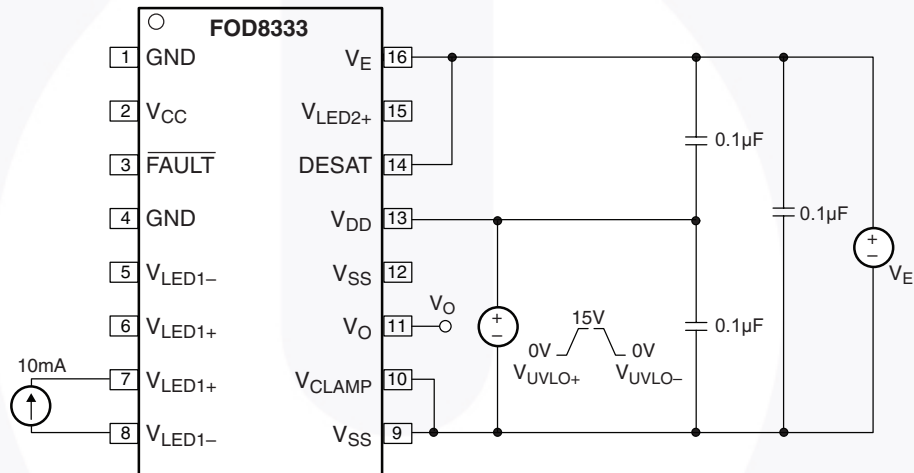 FOD8333
1 GND
2 VCC
3 FAULT
4 GND
5 VLED1–
6 VLED1+
7 VLED1+
8 VLED1–
VE 16
VLED2+ 15
DESAT 14
VDD 13
VSS 12
VO 11
VCLAMP 10
VSS 9
10mA
VO
0.1µF
0.1µF
0.1µF
+
–
VE
+
–
15V
0V
0V
VUVLO+
VUVLO–